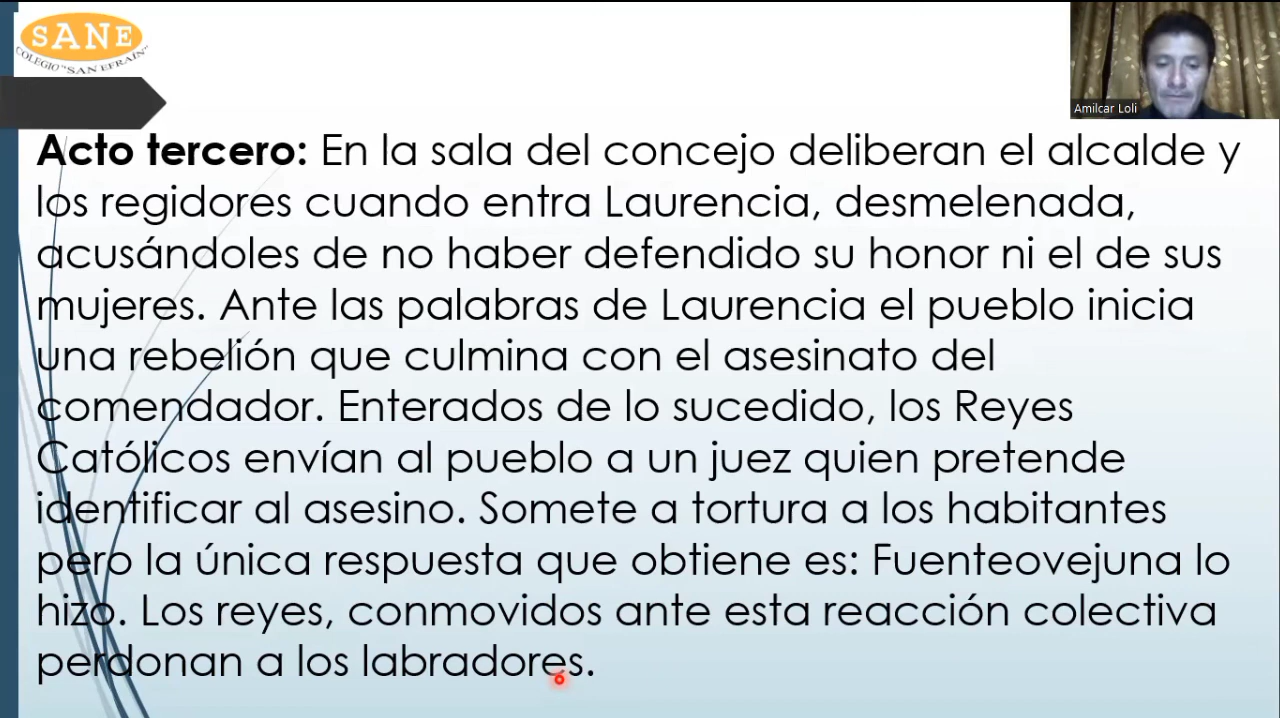 SANE
COLEGIO "SAN EFRAÍN"
Amilcar Loli
Acto tercero: En la sala del concejo deliberan el alcalde y
los regidores cuando entra Laurencia, desmelenada,
acusándoles de no haber defendido su honor ni el de sus
mujeres. Ante las palabras de Laurencia el pueblo inicia
una rebelión que culmina con el asesinato del
comendador. Enterados de lo sucedido, los Reyes
Católicos envían al pueblo a un juez quien pretende
identificar al asesino. Somete a tortura a los habitantes
pero la única respuesta que obtiene es: Fuenteovejuna lo
hizo. Los reyes, conmovidos ante esta reacción colectiva
perdonan a los labradores.